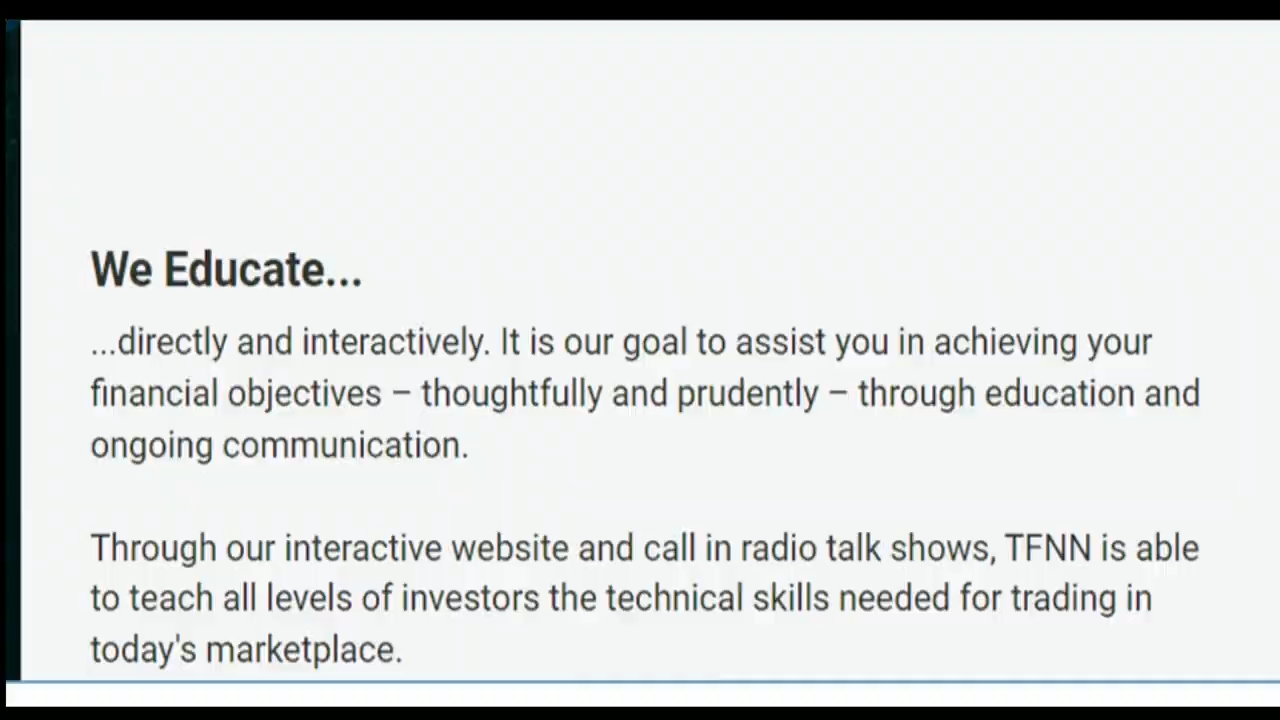 We Educate...
...directly and interactively. It is our goal to assist you in achieving your
financial objectives – thoughtfully and prudently – through education and
ongoing communication.
Through our interactive website and call in radio talk shows, TFNN is able
to teach all levels of investors the technical skills needed for trading in
today's marketplace.